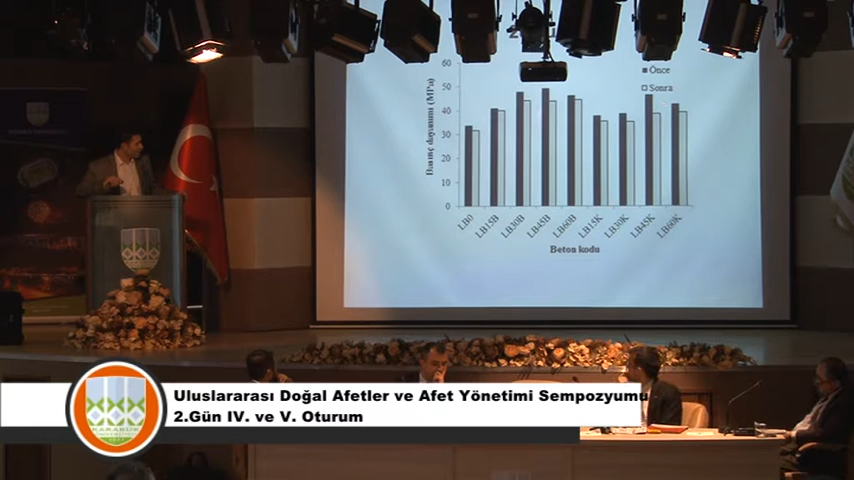 Önce
Sonra
60
50
40
30
20
10
0
Basınç dayanımı (MPa)
LB0
LB15B
LB30B
LB45B
LB60B
LB15K
LB30K
LB45K
LB60K
Beton kodu
Uluslararası Doğal Afetler ve Afet Yönetimi Sempozyumu
2.Gün IV. ve V. Oturum
KARABÜK